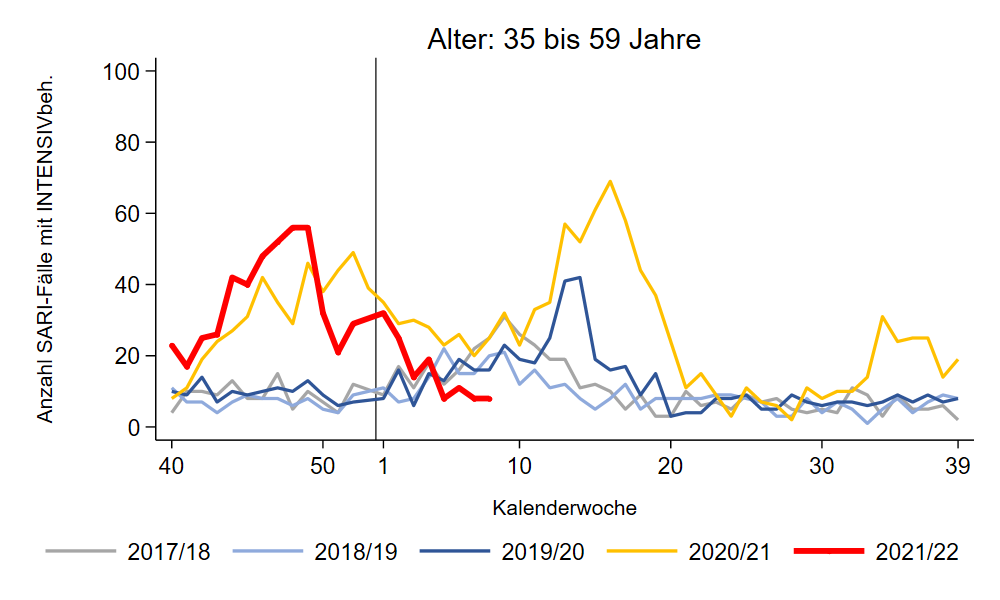 Alter: 35 bis 59 Jahre
Anzahl SARI-Fälle mit INTENSIVbeh.
100
80
60
40
20
0
40 50 1 10 20 30 39
Kalenderwoche
2017/18 2018/19 2019/20 2020/21 2021/22